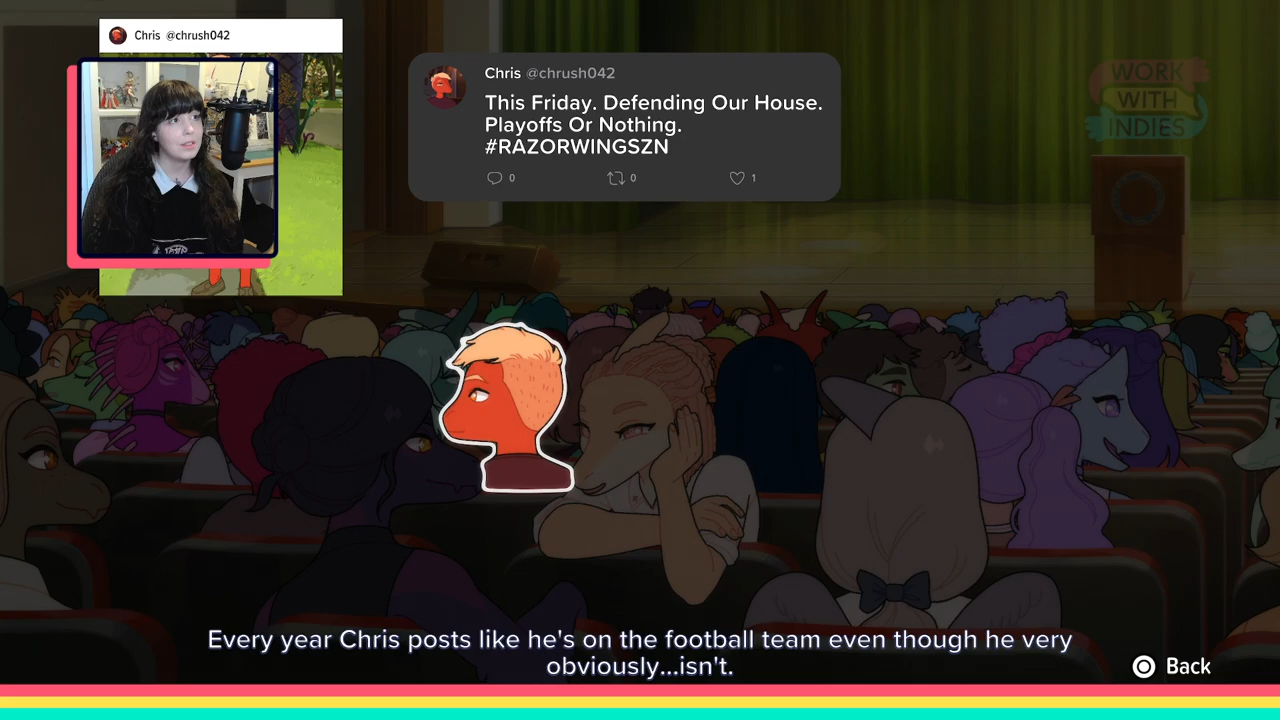 Chris @chrush042
Chris @chrush042
This Friday. Defending Our House.
Playoffs Or Nothing.
#RAZORWINGSZN
0 0 1
WORK
WITH
INDIES
Every year Chris posts like he's on the football team even though he very
obviously...isn't.
Back